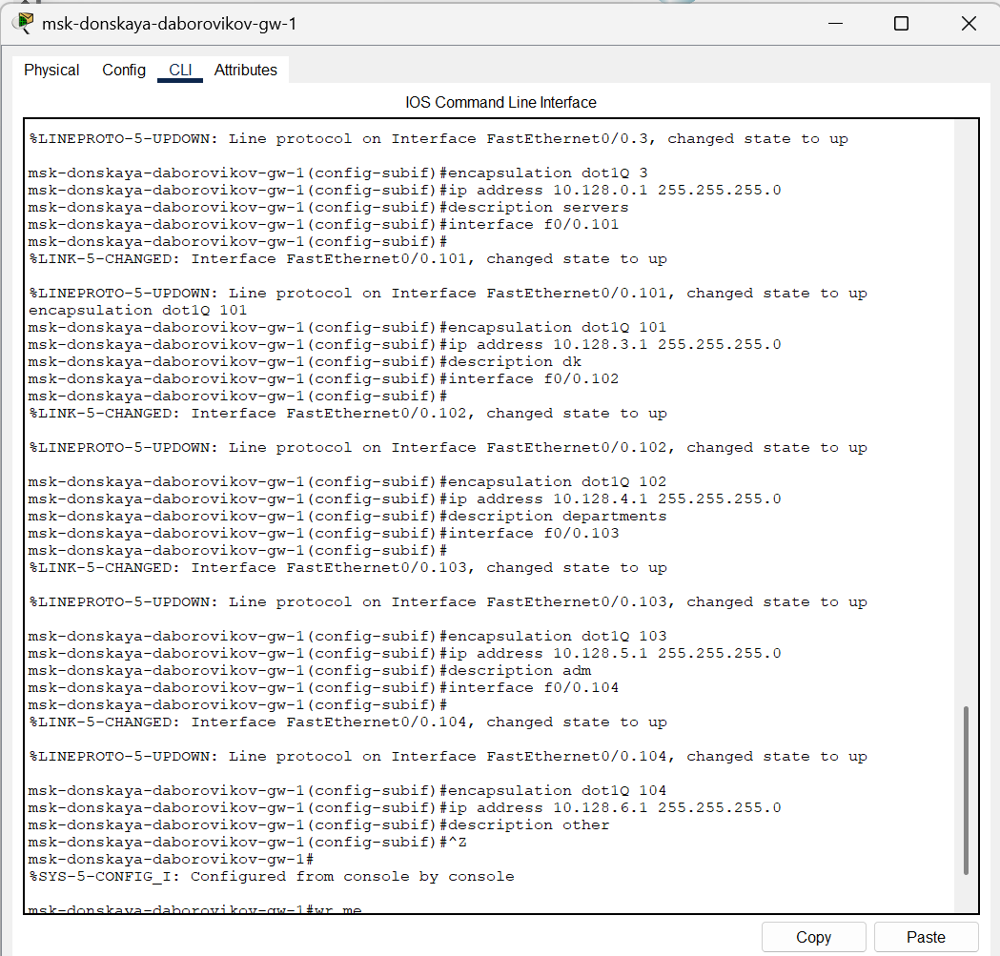 msk-donskaya-daborovikov-gw-1
Physical Config CLI Attributes
IOS Command Line Interface
%LINEPROTO-5-UPDOWN: Line protocol on Interface FastEthernet0/0.3, changed state to up
msk-donskaya-daborovikov-gw-1(config-subif)#encapsulation dot1Q 3
msk-donskaya-daborovikov-gw-1(config-subif)#ip address 10.128.0.1 255.255.255.0
msk-donskaya-daborovikov-gw-1(config-subif)#description servers
msk-donskaya-daborovikov-gw-1(config-subif)#interface f0/0.101
msk-donskaya-daborovikov-gw-1(config-subif)#
%LINK-5-CHANGED: Interface FastEthernet0/0.101, changed state to up
%LINEPROTO-5-UPDOWN: Line protocol on Interface FastEthernet0/0.101, changed state to up
encapsulation dot1Q 101
msk-donskaya-daborovikov-gw-1(config-subif)#encapsulation dot1Q 101
msk-donskaya-daborovikov-gw-1(config-subif)#ip address 10.128.3.1 255.255.255.0
msk-donskaya-daborovikov-gw-1(config-subif)#description dk
msk-donskaya-daborovikov-gw-1(config-subif)#interface f0/0.102
msk-donskaya-daborovikov-gw-1(config-subif)#
%LINK-5-CHANGED: Interface FastEthernet0/0.102, changed state to up
%LINEPROTO-5-UPDOWN: Line protocol on Interface FastEthernet0/0.102, changed state to up
msk-donskaya-daborovikov-gw-1(config-subif)#encapsulation dot1Q 102
msk-donskaya-daborovikov-gw-1(config-subif)#ip address 10.128.4.1 255.255.255.0
msk-donskaya-daborovikov-gw-1(config-subif)#description departments
msk-donskaya-daborovikov-gw-1(config-subif)#interface f0/0.103
msk-donskaya-daborovikov-gw-1(config-subif)#
%LINK-5-CHANGED: Interface FastEthernet0/0.103, changed state to up
%LINEPROTO-5-UPDOWN: Line protocol on Interface FastEthernet0/0.103, changed state to up
msk-donskaya-daborovikov-gw-1(config-subif)#encapsulation dot1Q 103
msk-donskaya-daborovikov-gw-1(config-subif)#ip address 10.128.5.1 255.255.255.0
msk-donskaya-daborovikov-gw-1(config-subif)#description adm
msk-donskaya-daborovikov-gw-1(config-subif)#interface f0/0.104
msk-donskaya-daborovikov-gw-1(config-subif)#
%LINK-5-CHANGED: Interface FastEthernet0/0.104, changed state to up
%LINEPROTO-5-UPDOWN: Line protocol on Interface FastEthernet0/0.104, changed state to up
msk-donskaya-daborovikov-gw-1(config-subif)#encapsulation dot1Q 104
msk-donskaya-daborovikov-gw-1(config-subif)#ip address 10.128.6.1 255.255.255.0
msk-donskaya-daborovikov-gw-1(config-subif)#description other
msk-donskaya-daborovikov-gw-1(config-subif)#^Z
msk-donskaya-daborovikov-gw-1#
%SYS-5-CONFIG_I: Configured from console by console
msk-donskaya-daborovikov-gw-1#wr me
Copy Paste